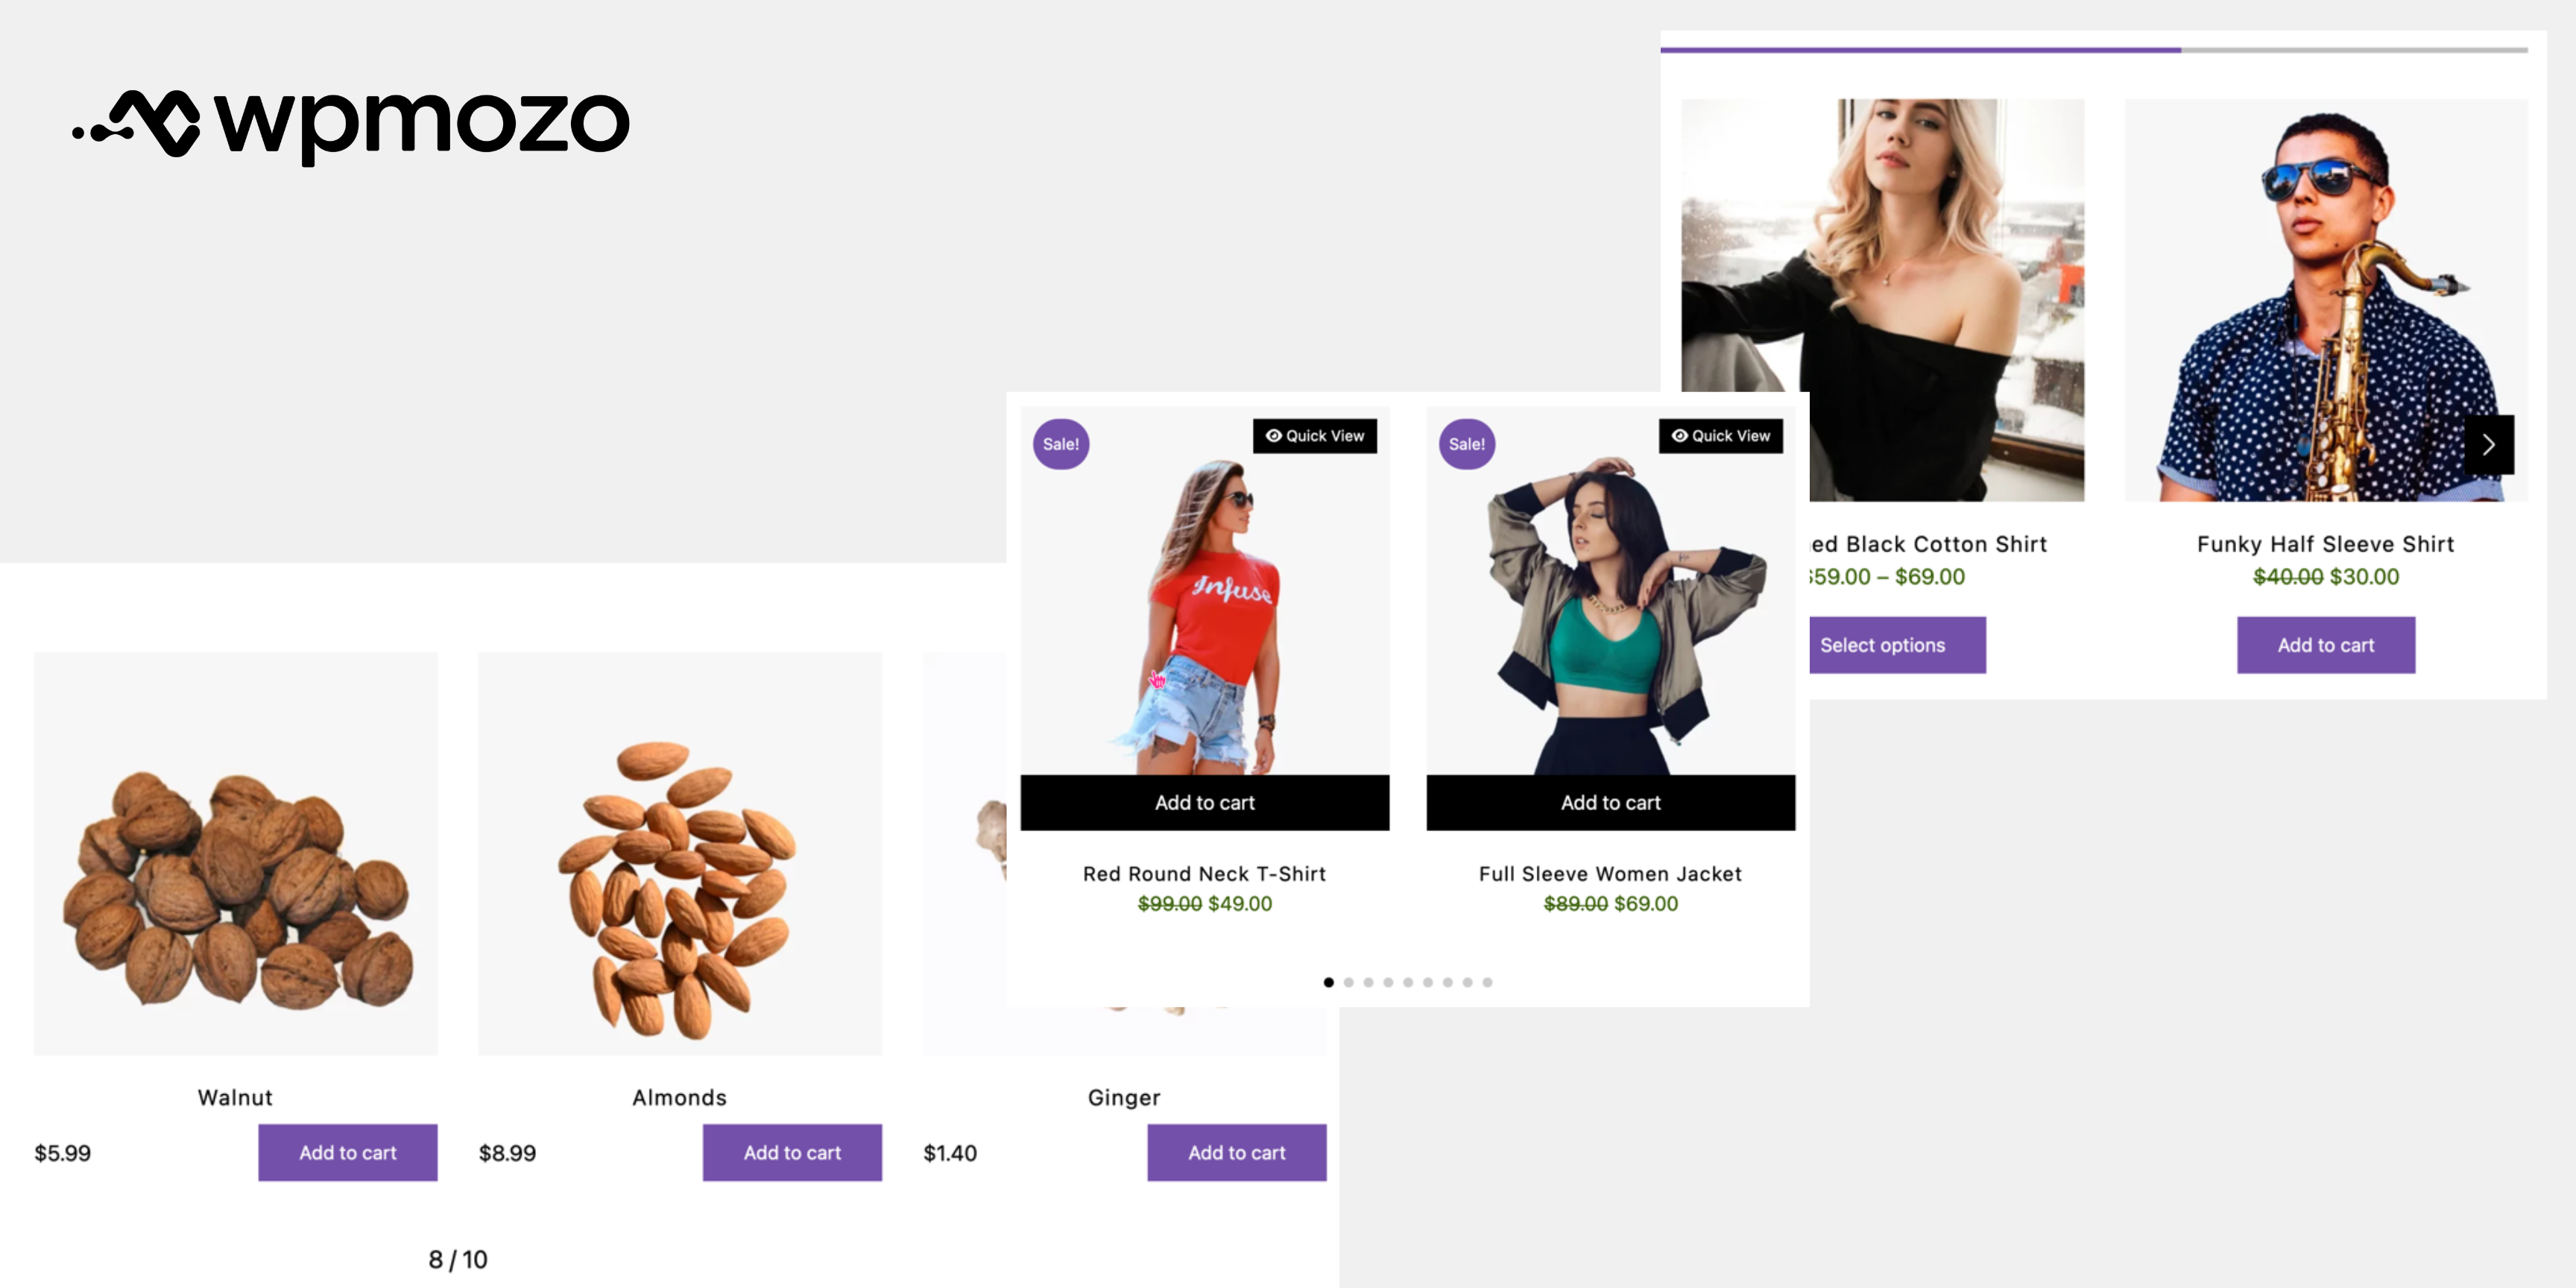 wpmozo
Sale!
Quick View
Infuse
Add to cart
Red Round Neck T-Shirt
$99.00 $49.00
Sale!
Quick View
Add to cart
Full Sleeve Women Jacket
$89.00 $69.00
Black Cotton Shirt
$59.00 – $69.00
Select options
Funky Half Sleeve Shirt
$40.00 $30.00
Add to cart
Walnut
$5.99
Add to cart
Almonds
$8.99
Add to cart
Ginger
$1.40
Add to cart
8 / 10